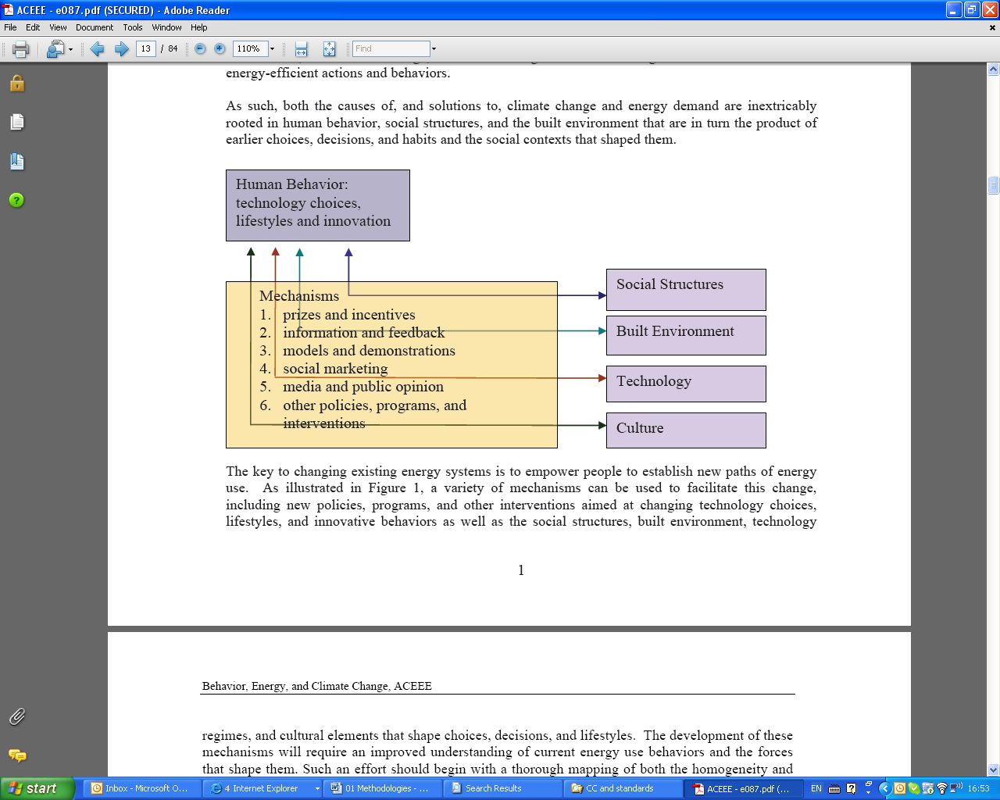 ACEEE - e087.pdf (SECURED) - Adobe Reader
File Edit View Document Tools Window Help
13 / 84 110% Find
energy-efficient actions and behaviors.
As such, both the causes of, and solutions to, climate change and energy demand are inextricably
rooted in human behavior, social structures, and the built environment that are in turn the product of
earlier choices, decisions, and habits and the social contexts that shaped them.
Human Behavior:
technology choices,
lifestyles and innovation
Mechanisms
1. prizes and incentives
2. information and feedback
3. models and demonstrations
4. social marketing
5. media and public opinion
6. other policies, programs, and
interventions
Social Structures
Built Environment
Technology
Culture
The key to changing existing energy systems is to empower people to establish new paths of energy
use. As illustrated in Figure 1, a variety of mechanisms can be used to facilitate this change,
including new policies, programs, and other interventions aimed at changing technology choices,
lifestyles, and innovative behaviors as well as the social structures, built environment, technology
1
Behavior, Energy, and Climate Change, ACEEE
regimes, and cultural elements that shape choices, decisions, and lifestyles. The development of these
mechanisms will require an improved understanding of current energy use behaviors and the forces
that shape them. Such an effort should begin with a thorough mapping of both the homogeneity and
start Inbox - Microsoft O... 4 Internet Explorer 01 Methodologies - ... Search Results CC and standards ACEEE - e087.pdf (... EN 16:53